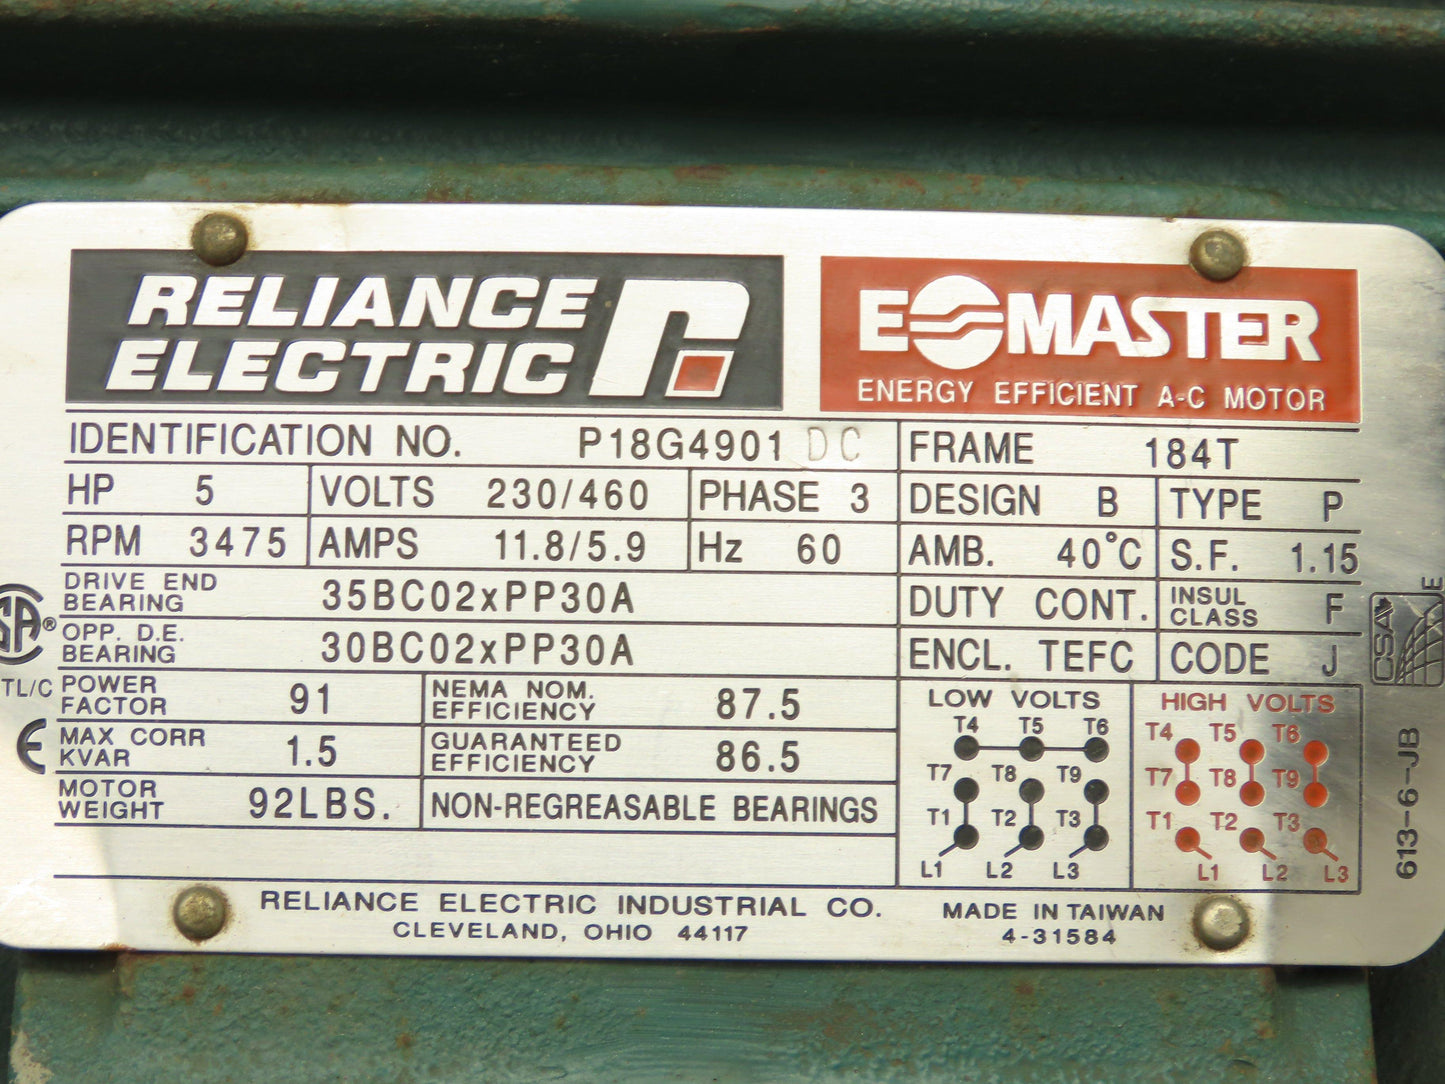 RELIANCE
ELECTRIC
E MASTER
ENERGY EFFICIENT A-C MOTOR
IDENTIFICATION NO. P18G4901 DC FRAME 184T
HP 5 VOLTS 230/460 PHASE 3 DESIGN B TYPE P
RPM 3475 AMPS 11.8/5.9 Hz 60 AMB. 40°C S.F. 1.15
DRIVE END
BEARING 35BC02xPP30A DUTY CONT. INSUL
CLASS F
OPP. D.E.
BEARING 30BC02xPP30A ENCL. TEFC CODE J
POWER
FACTOR 91 NEMA NOM.
EFFICIENCY 87.5
MAX CORR
KVAR 1.5 GUARANTEED
EFFICIENCY 86.5
MOTOR
WEIGHT 92LBS. NON-REGREASABLE BEARINGS
LOW VOLTS
T4 T5 T6
T7 T8 T9
T1 T2 T3
L1 L2 L3
HIGH VOLTS
T4 T5 T6
T7 T8 T9
T1 T2 T3
L1 L2 L3
RELIANCE ELECTRIC INDUSTRIAL CO.
CLEVELAND, OHIO 44117
MADE IN TAIWAN
4-31584
SA®
TL/C
CE
CSA
E
613-6-JB